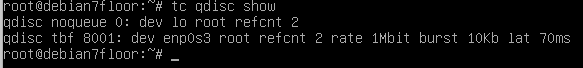 root@debian7floor:~# tc qdisc show
qdisc noqueue 0: dev lo root refcnt 2
qdisc tbf 8001: dev enp0s3 root refcnt 2 rate 1Mbit burst 10Kb lat 70ms
root@debian7floor:~# _